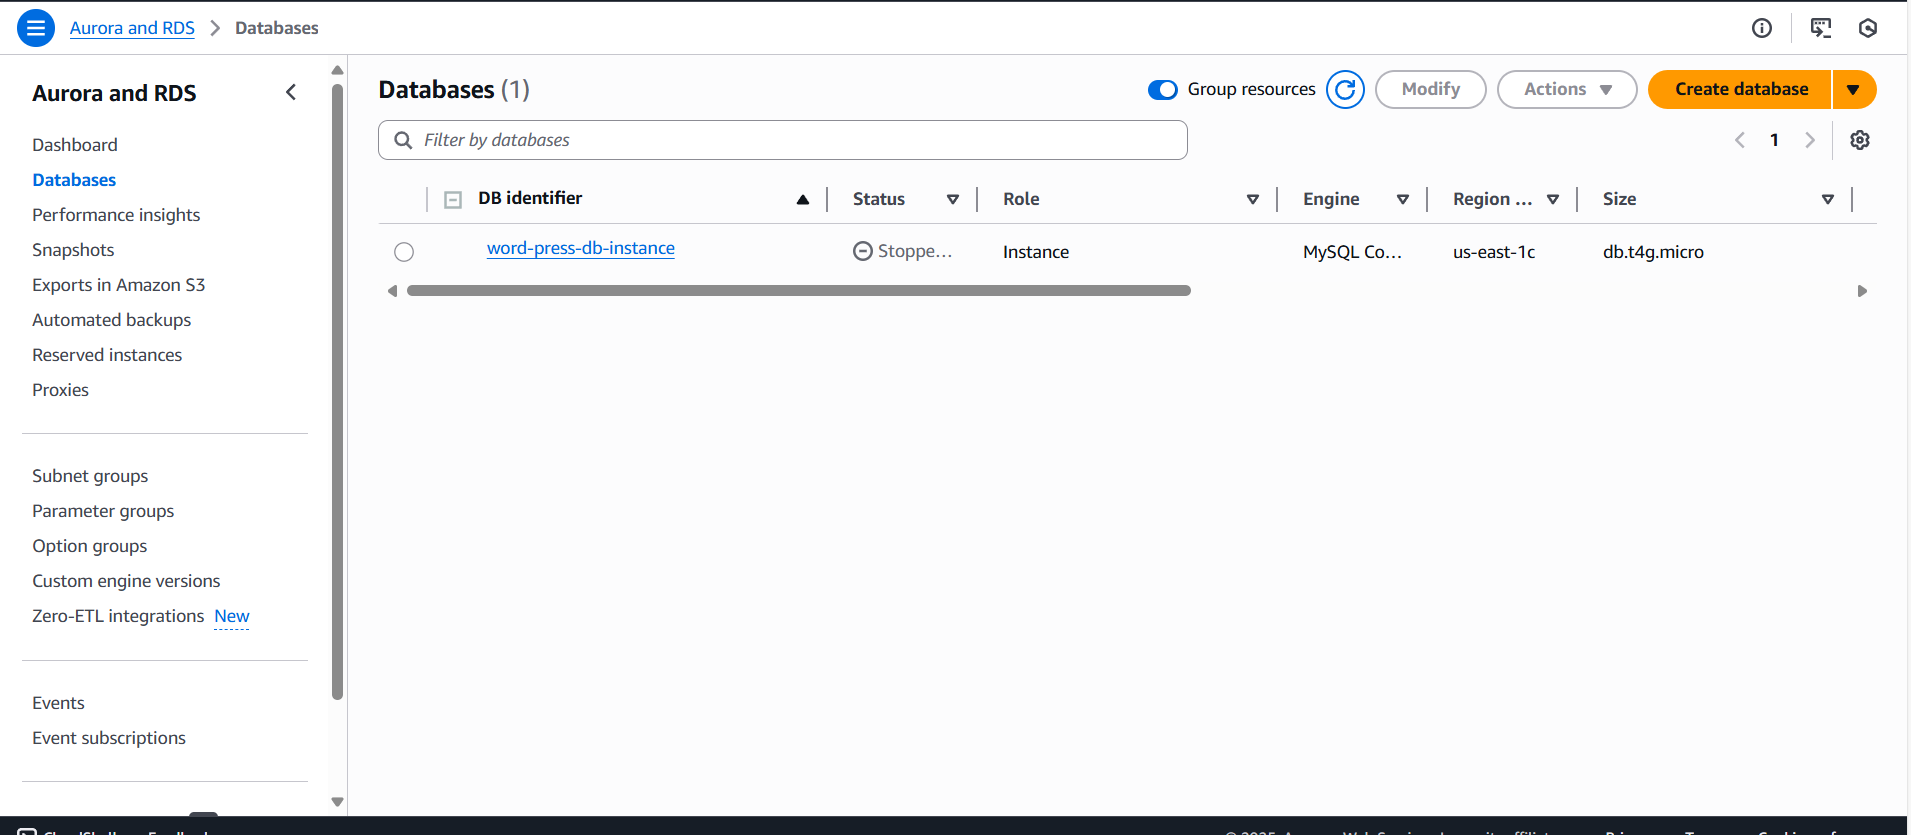 Aurora and RDS > Databases
Aurora and RDS
Dashboard
Databases
Performance insights
Snapshots
Exports in Amazon S3
Automated backups
Reserved instances
Proxies
Subnet groups
Parameter groups
Option groups
Custom engine versions
Zero-ETL integrations New
Events
Event subscriptions
Databases (1)
Group resources
Modify
Actions
Create database
Filter by databases
1
DB identifier Status Role Engine Region ... Size
word-press-db-instance Stoppe... Instance MySQL Co... us-east-1c db.t4g.micro